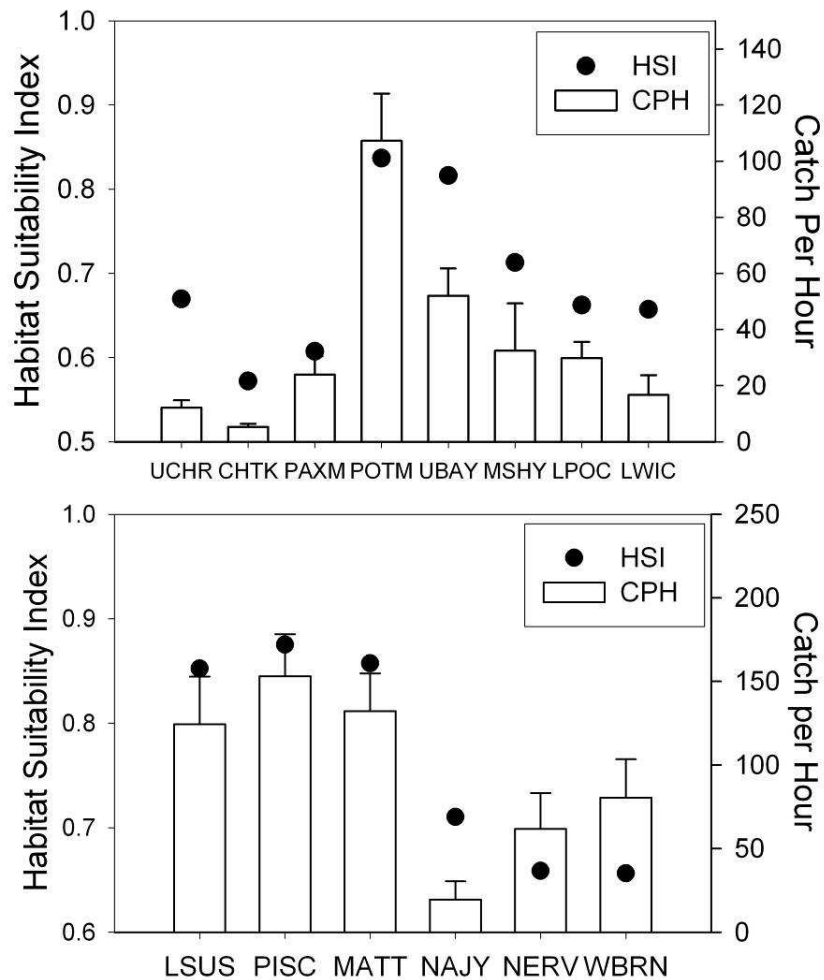 Habitat Suitability Index
1.0
0.9
0.8
0.7
0.6
0.5
HSI
CPH
140
120
100
80
60
40
20
0
Catch Per Hour
UCHR CHTK PAXM POTM UBAY MSHY LPOC LWIC
Habitat Suitability Index
1.0
0.9
0.8
0.7
0.6
HSI
CPH
250
200
150
100
50
0
Catch per Hour
LSUS PISC MATT NAJY NERV WBRN